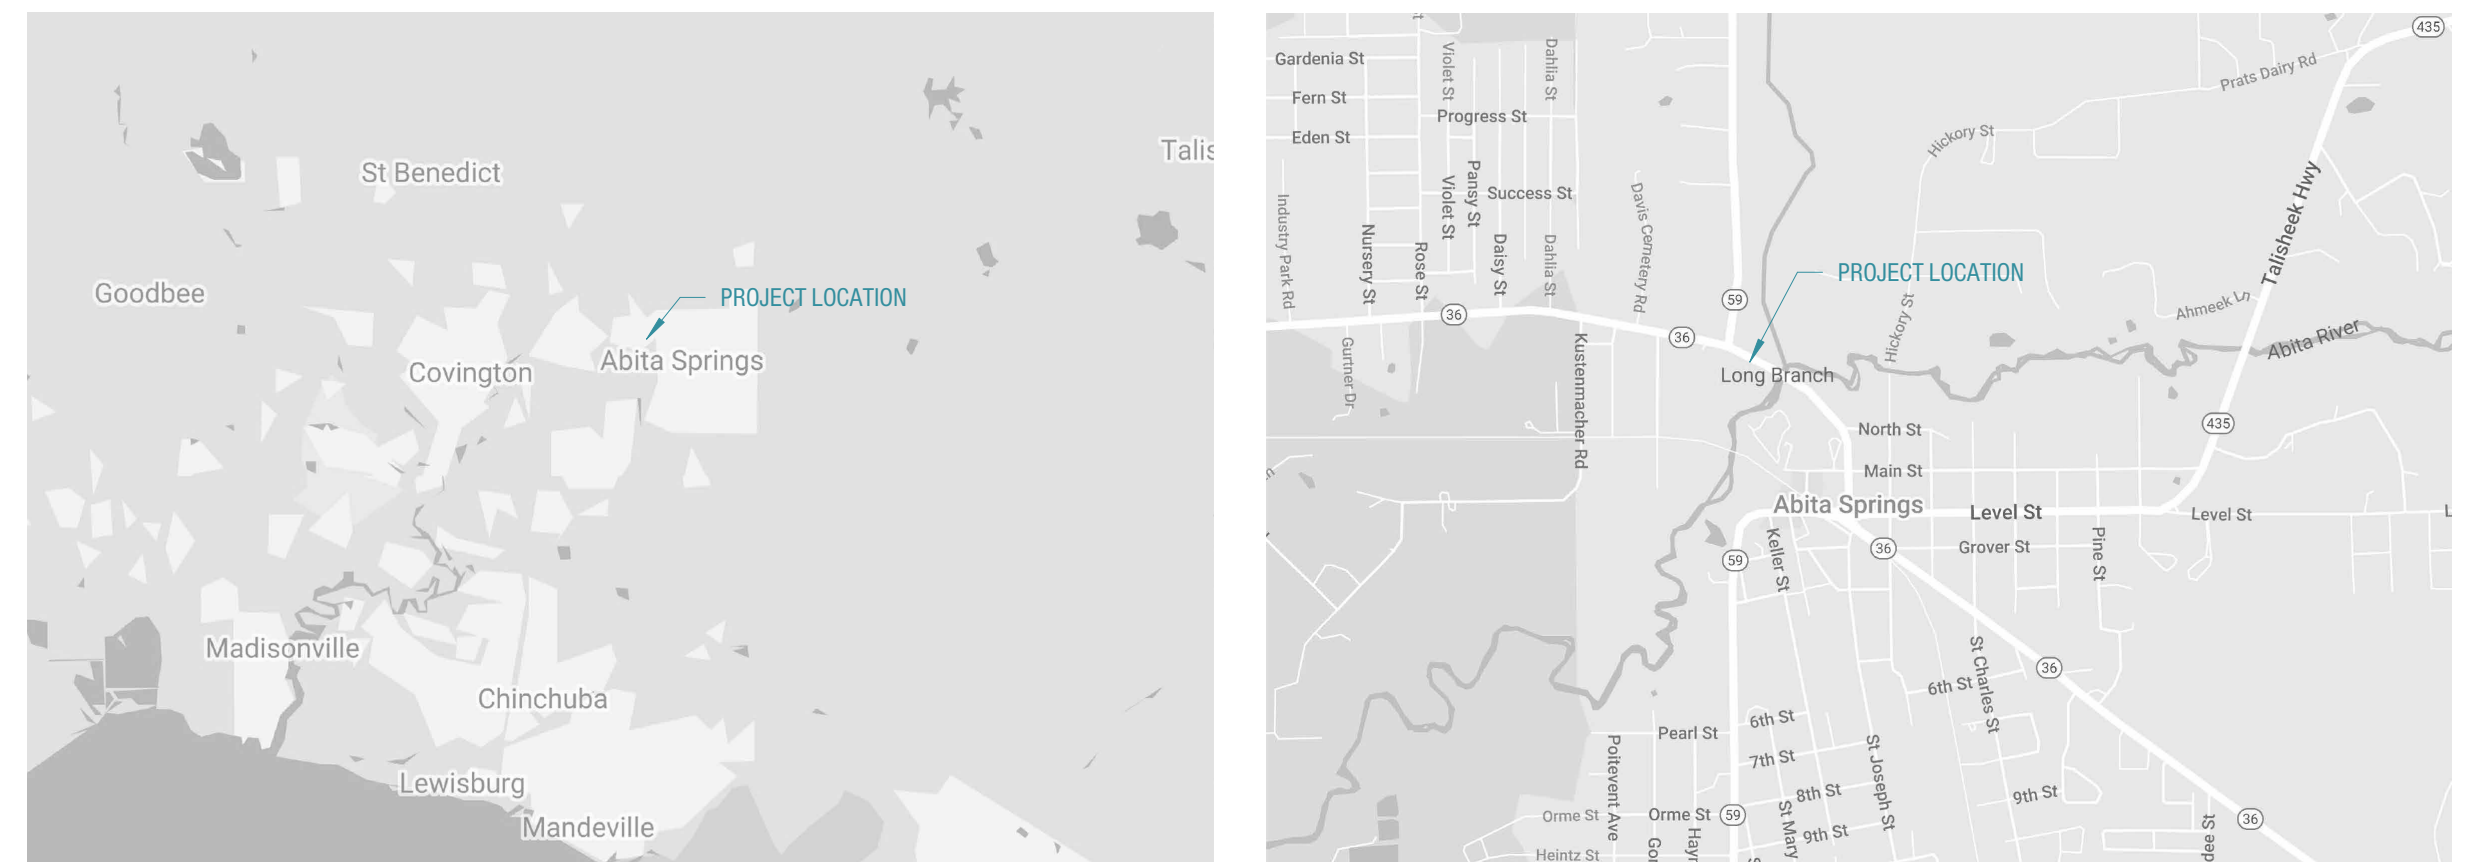 St Benedict
Talis
Goodbee
PROJECT LOCATION
Abita Springs
Covington
Madisonville
Chinchuba
Lewisburg
Mandeville
435
Gardenia St
Violet St
Dahlia St
Prats Dairy Rd
Fern St
Progress St
Eden St
Hickory St
Pansy St
Violet St
Success St
Davis Cemetery Rd
Talisheek Hwy
Industry Park Rd
Nursery St
Rose St
Daisy St
Dahlia St
PROJECT LOCATION
59
Hickory St
Ahmeek Ln
36
36
Abita River
Gurtner Dr
Kustenmacher Rd
Long Branch
North St
435
Main St
Abita Springs
Level St
Level St
Keller St
36
Grover St
Pine St
59
St Charles St
36
6th St
6th St
Pearl St
Poitevent Ave
7th St
St Joseph St
8th St
9th St
St Mary
Orme St
Orme St
59
9th St
36
Heintz St